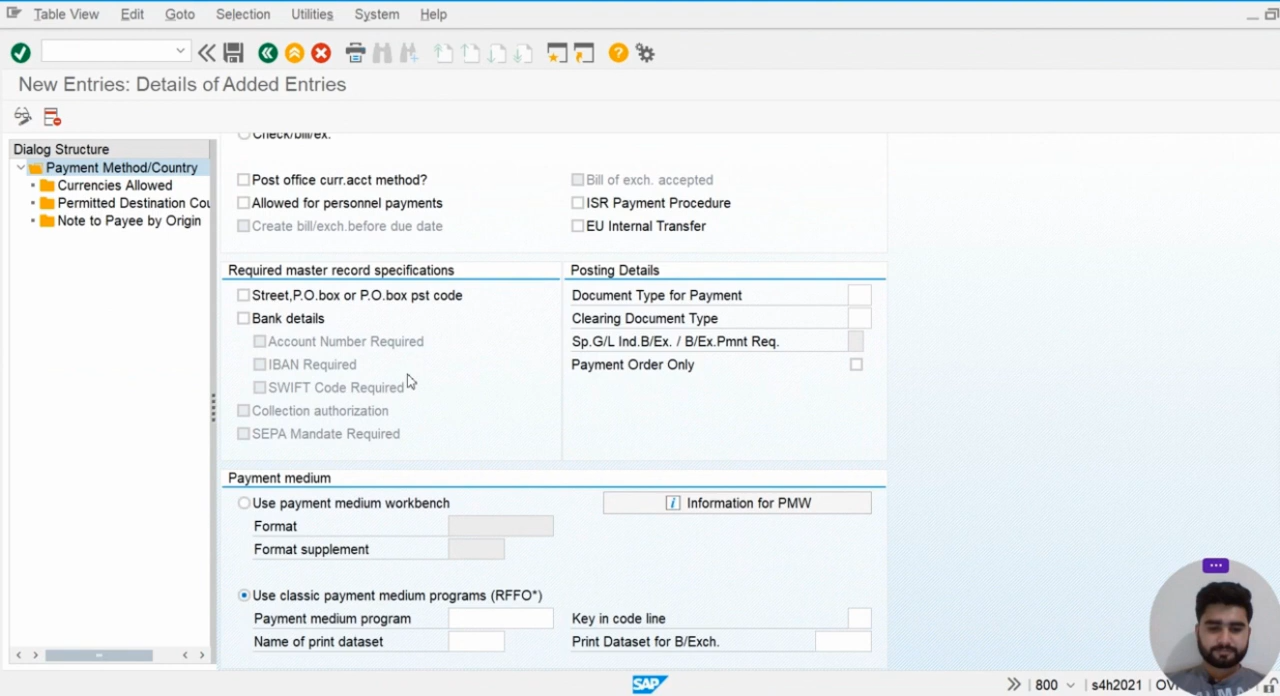 Table View Edit Goto Selection Utilities System Help
New Entries: Details of Added Entries
Dialog Structure
Payment Method/Country
Currencies Allowed
Permitted Destination Cou
Note to Payee by Origin
Check/bill/ex.
Post office curr.acct method?
Bill of exch. accepted
Allowed for personnel payments
ISR Payment Procedure
Create bill/exch.before due date
EU Internal Transfer
Required master record specifications
Street,P.O.box or P.O.box pst code
Bank details
Account Number Required
IBAN Required
SWIFT Code Required
Collection authorization
SEPA Mandate Required
Posting Details
Document Type for Payment
Clearing Document Type
Sp.G/L Ind.B/Ex. / B/Ex.Pmnt Req.
Payment Order Only
Payment medium
Use payment medium workbench
Information for PMW
Format
Format supplement
Use classic payment medium programs (RFFO*)
Payment medium program
Key in code line
Name of print dataset
Print Dataset for B/Exch.
SAP
800 s4h2021